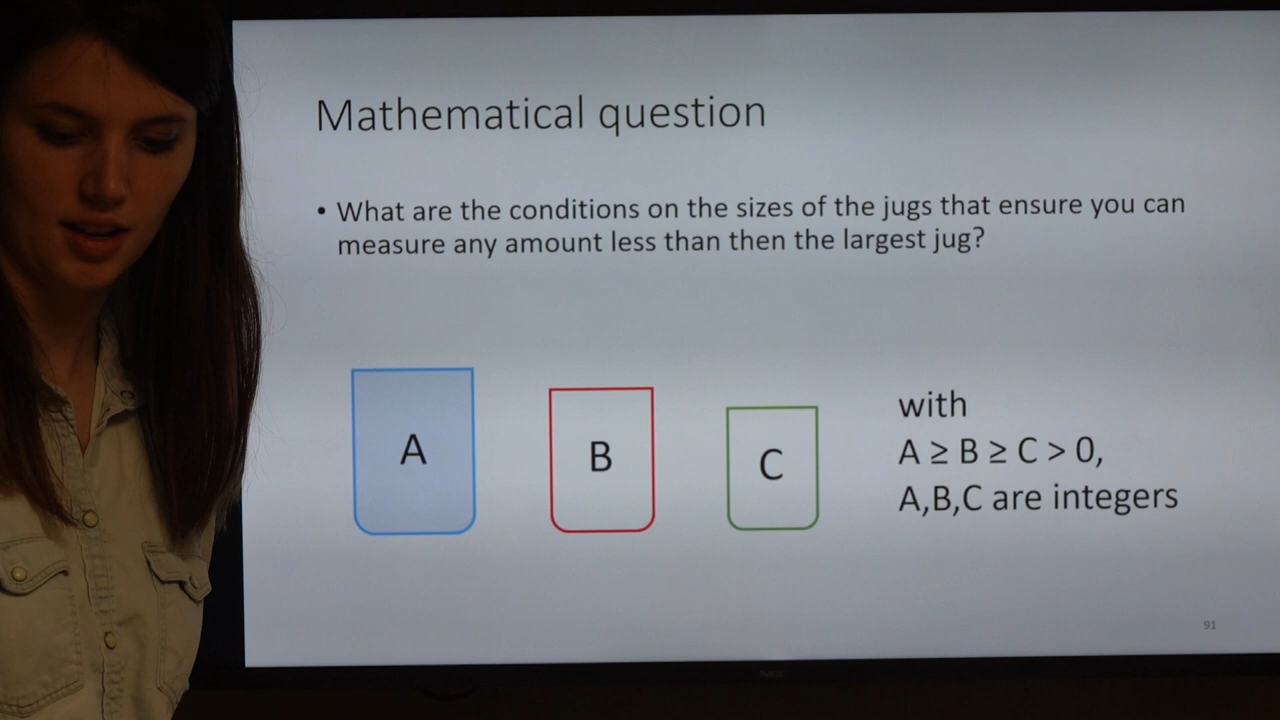 Mathematical question
• What are the conditions on the sizes of the jugs that ensure you can
measure any amount less than then the largest jug?
A
B
C
with
A ≥ B ≥ C > 0,
A,B,C are integers
91
NEC